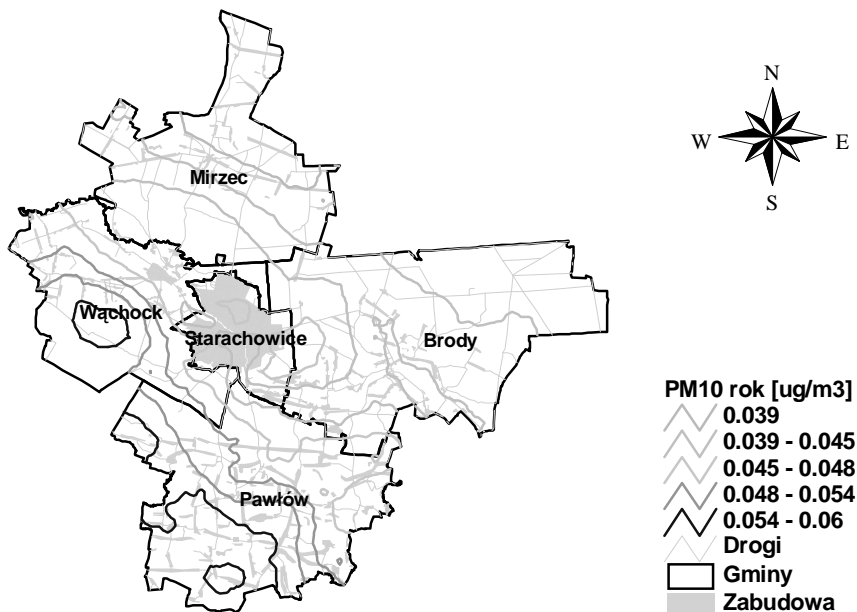 N
W
E
S
Mirzec
Wąchock
Starachowice
Brody
Pawłów
PM10 rok [ug/m3]
0.039
0.039 - 0.045
0.045 - 0.048
0.048 - 0.054
0.054 - 0.06
Drogi
Gminy
Zabudowa